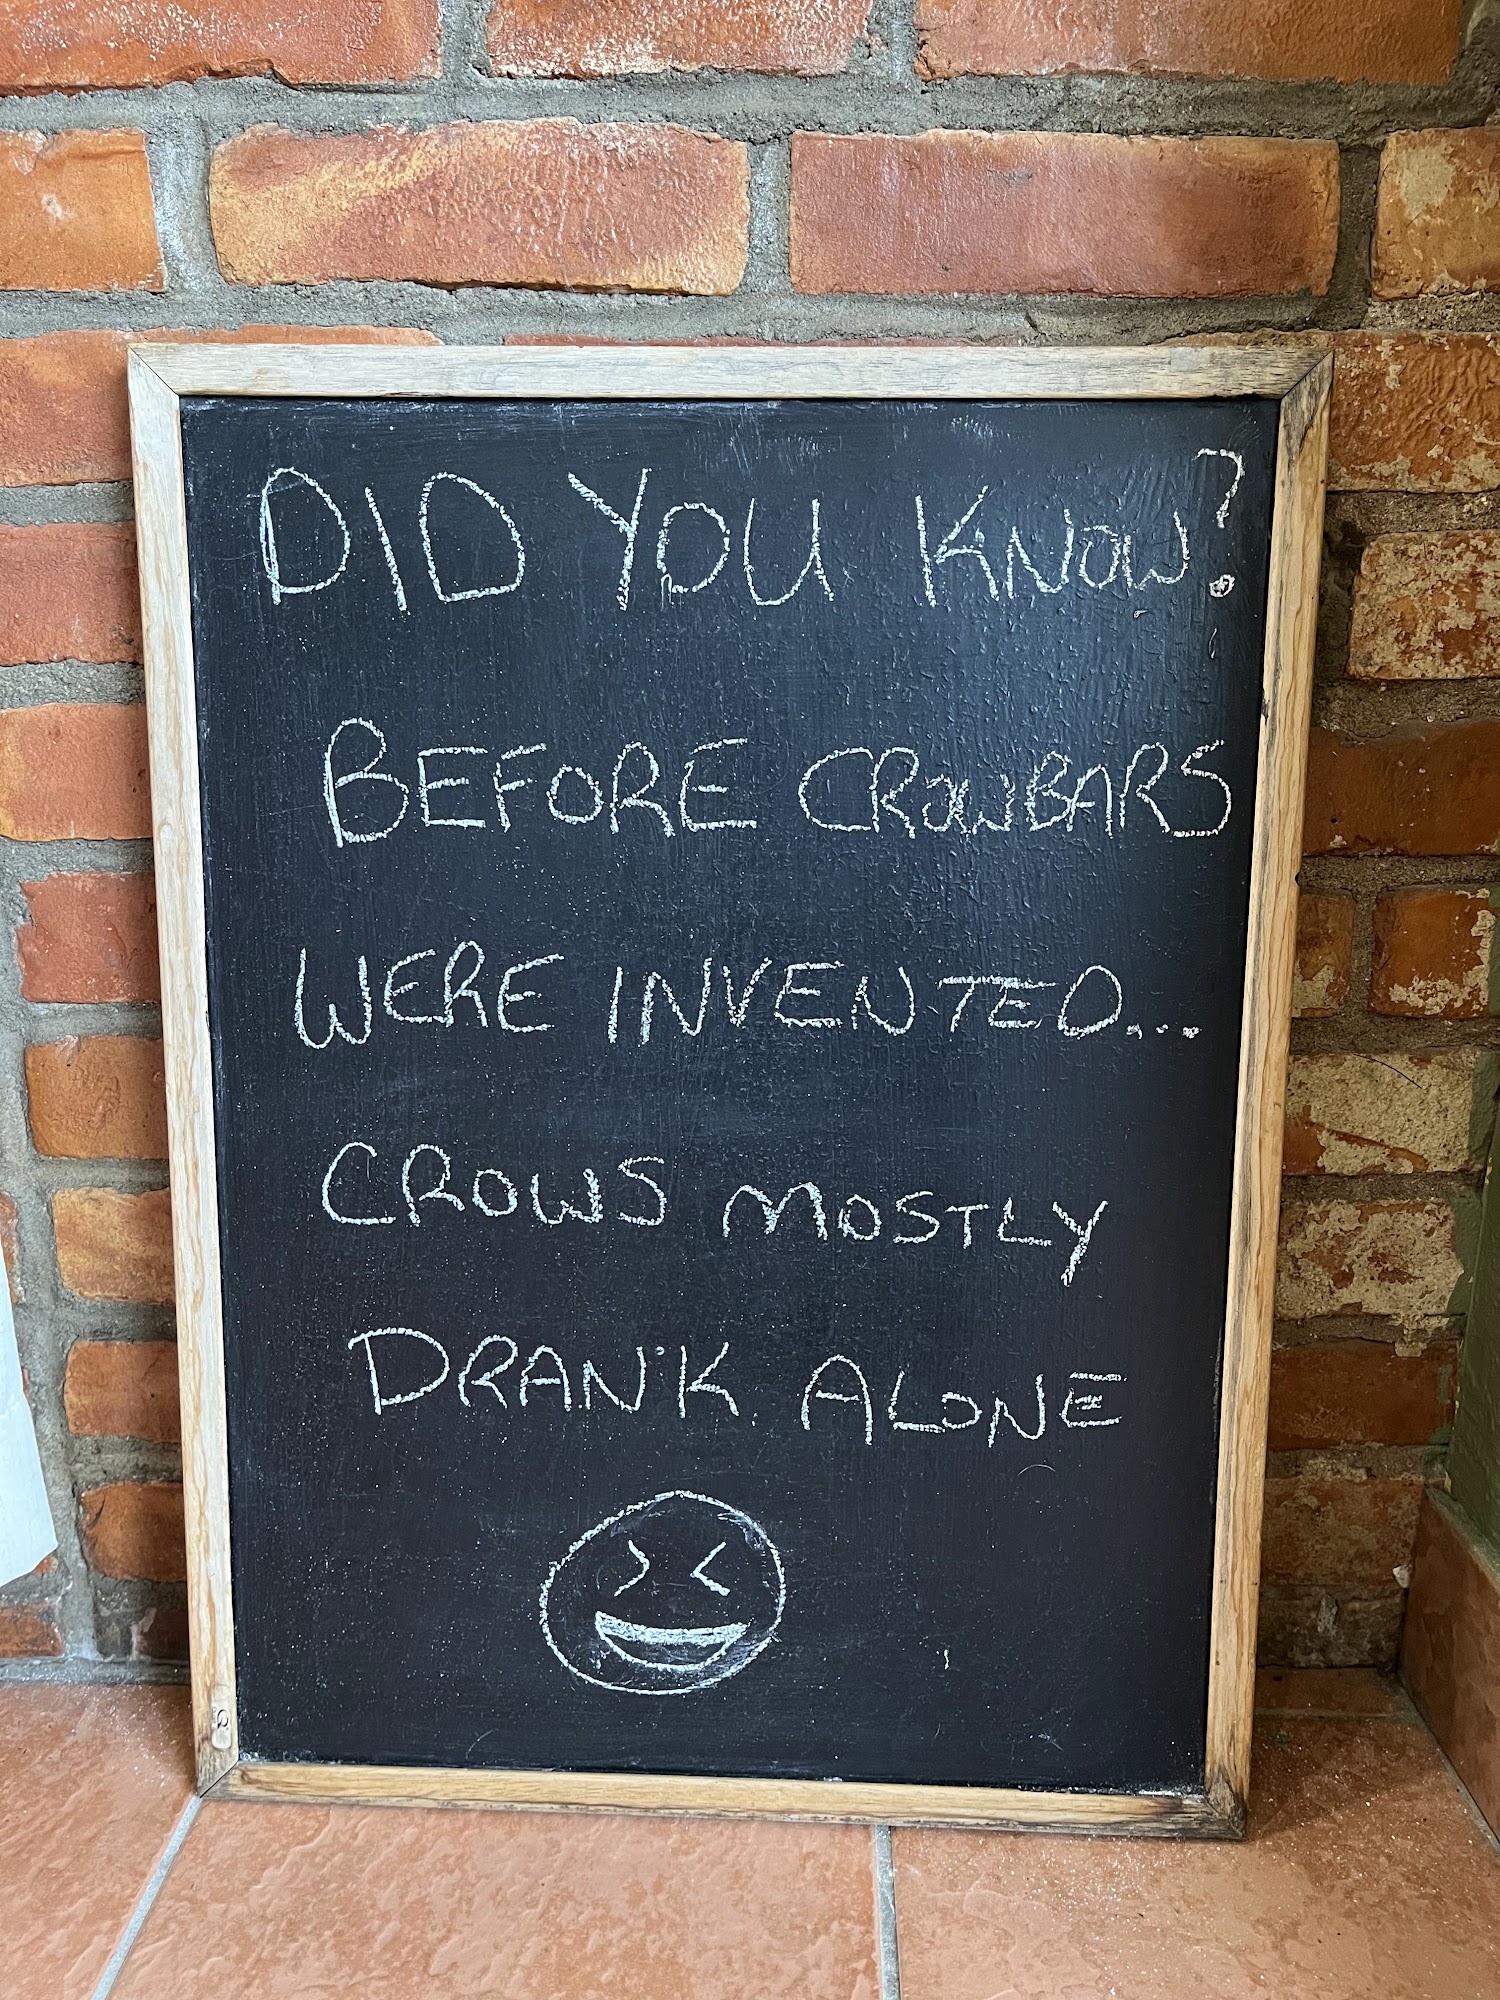 DID YOU KNOW?
BEFORE CROWBARS
WERE INVENTED...
CROWS MOSTLY
DRANK ALONE